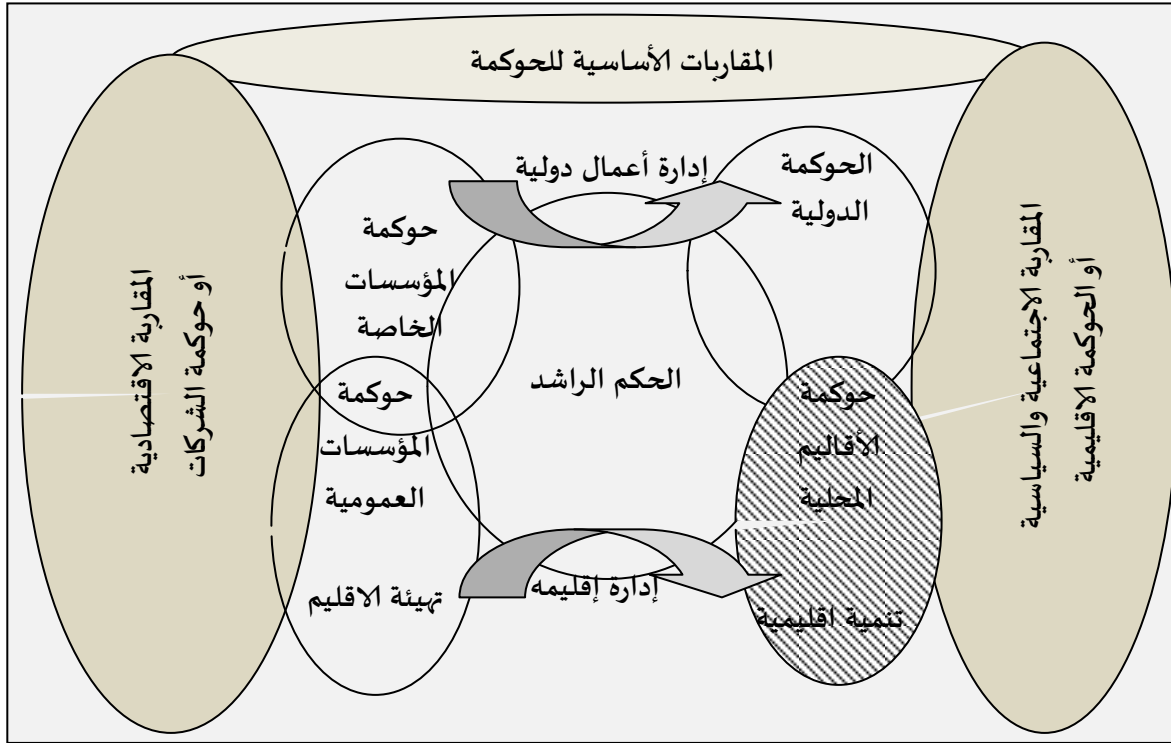 المقاربات الأساسية للحوكمة
المقاربة الاجتماعية والسياسية
أو الحوكمة الاقليمية
الحوكمة
الدولية
إدارة أعمال دولية
حوكمة
المؤسسات
الخاصة
الحكم الراشد
حوكمة
الأقاليم
المحلية
تنمية اقليمية
حوكمة
المؤسسات
العمومية
تهيئة الاقليم
إدارة إقليمه
المقاربة الاقتصادية
أو حوكمة الشركات